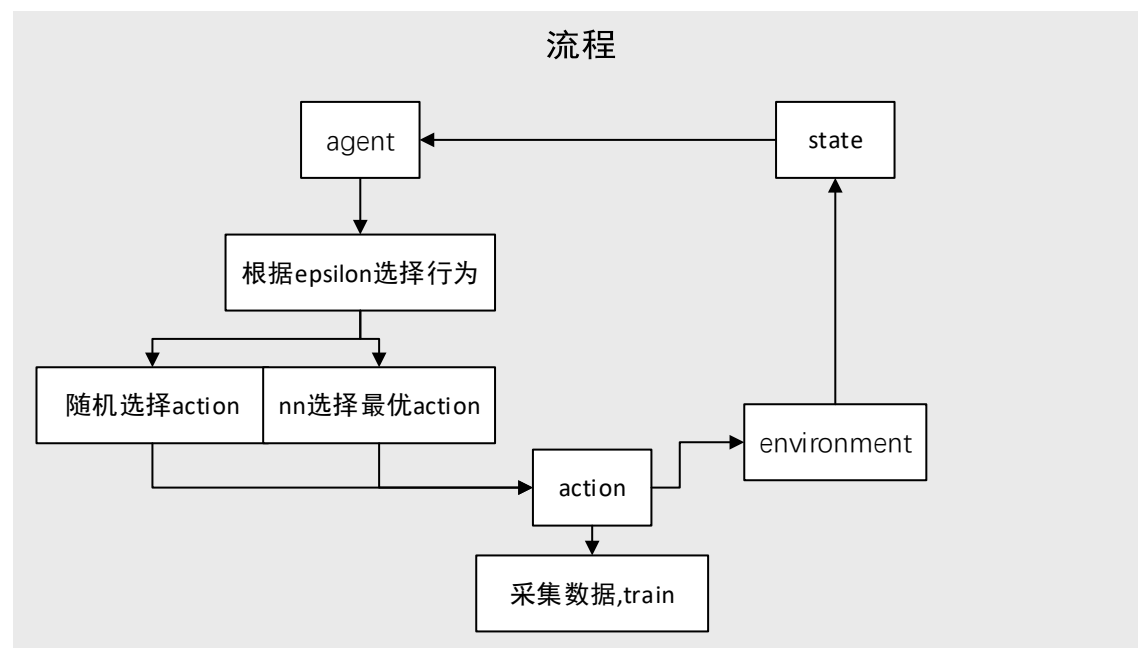 流程
agent
state
根据epsilon选择行为
随机选择action
nn选择最优action
environment
action
采集数据,train